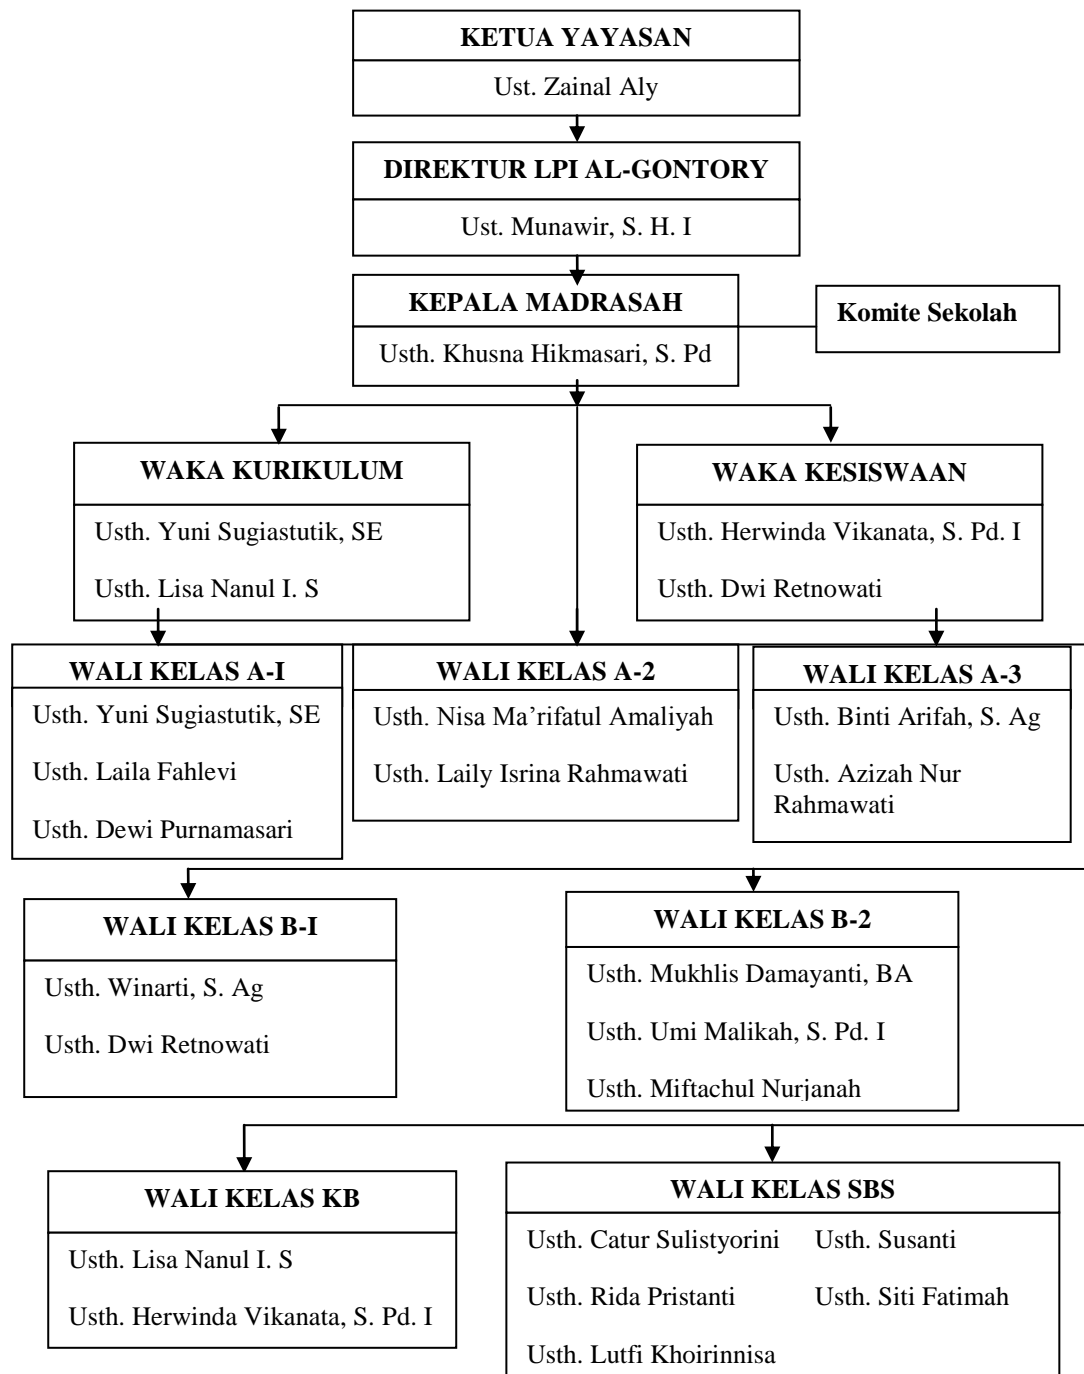 KETUA YAYASAN
Ust. Zainal Aly
DIREKTUR LPI AL-GONTORY
Ust. Munawir, S. H. I
KEPALA MADRASAH
Usth. Khusna Hikmasari, S. Pd
Komite Sekolah
WAKA KURIKULUM
Usth. Yuni Sugiastutik, SE
Usth. Lisa Nanul I. S
WAKA KESISWAAN
Usth. Herwinda Vikanata, S. Pd. I
Usth. Dwi Retnowati
WALI KELAS A-I
Usth. Yuni Sugiastutik, SE
Usth. Laila Fahlevi
Usth. Dewi Purnamasari
WALI KELAS A-2
Usth. Nisa Ma’rifatul Amaliyah
Usth. Laily Isrina Rahmawati
WALI KELAS A-3
Usth. Binti Arifah, S. Ag
Usth. Azizah Nur
Rahmawati
WALI KELAS B-I
Usth. Winarti, S. Ag
Usth. Dwi Retnowati
WALI KELAS B-2
Usth. Mukhlis Damayanti, BA
Usth. Umi Malikah, S. Pd. I
Usth. Miftachul Nurjanah
WALI KELAS KB
Usth. Lisa Nanul I. S
Usth. Herwinda Vikanata, S. Pd. I
WALI KELAS SBS
Usth. Catur Sulistyorini Usth. Susanti
Usth. Rida Pristanti Usth. Siti Fatimah
Usth. Lutfi Khoirinnisa